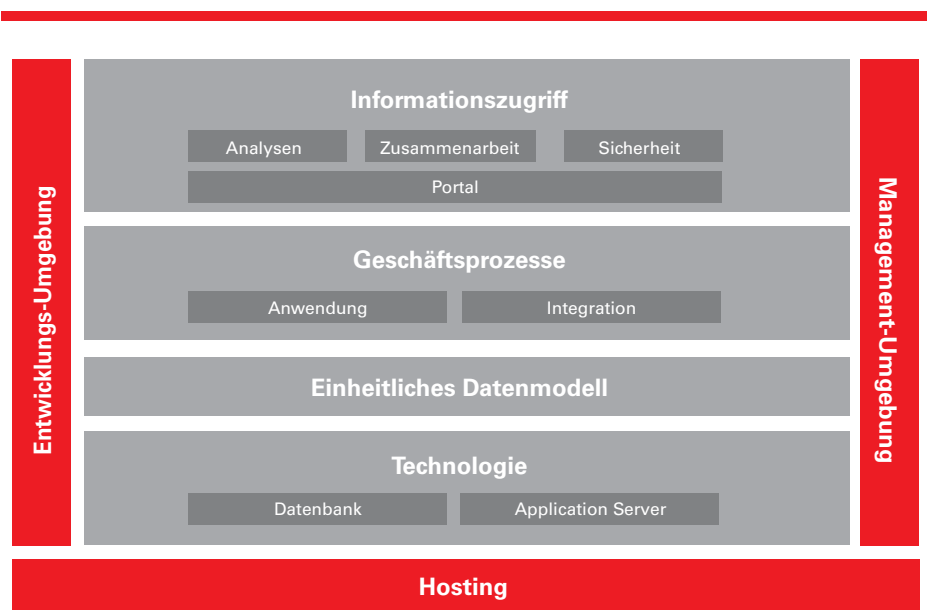 Entwicklungs-Umgebung
Informationszugriff
Analysen
Zusammenarbeit
Sicherheit
Portal
Geschäftsprozesse
Anwendung
Integration
Einheitliches Datenmodell
Technologie
Datenbank
Application Server
Management-Umgebung
Hosting